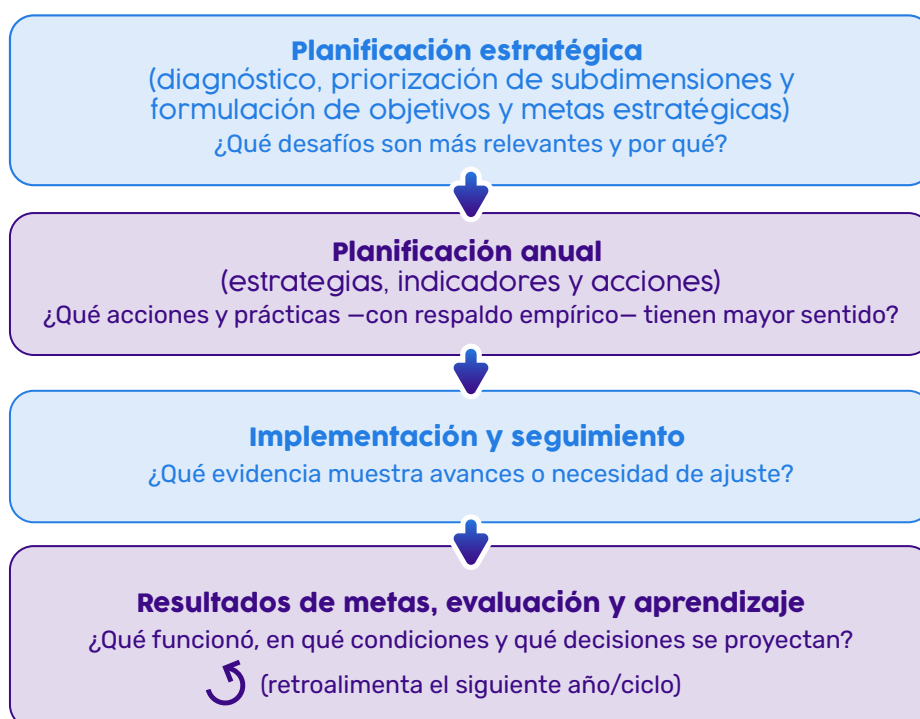 Planificación estratégica
(diagnóstico, priorización de subdimensiones y
formulación de objetivos y metas estratégicas)
¿Qué desafíos son más relevantes y por qué?
Planificación anual
(estrategias, indicadores y acciones)
¿Qué acciones y prácticas —con respaldo empírico— tienen mayor sentido?
Implementación y seguimiento
¿Qué evidencia muestra avances o necesidad de ajuste?
Resultados de metas, evaluación y aprendizaje
¿Qué funcionó, en qué condiciones y qué decisiones se proyectan?
(retroalimenta el siguiente año/ciclo)